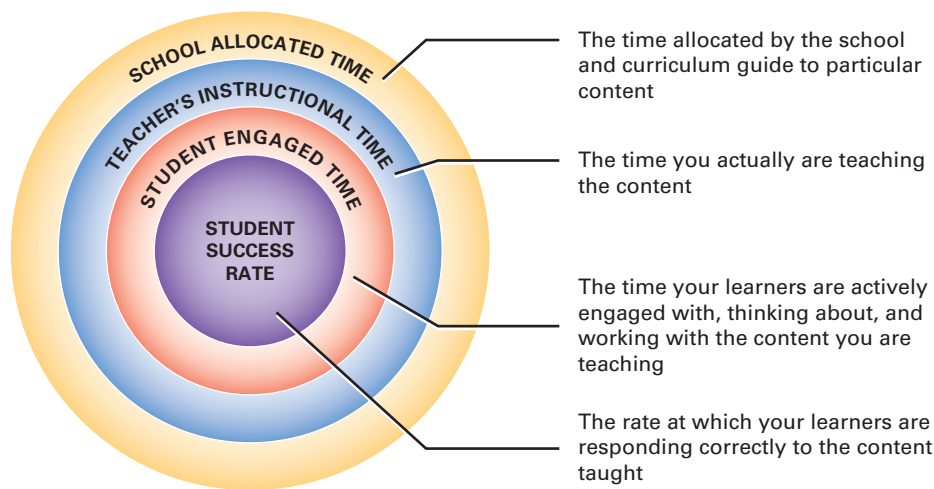 SCHOOL ALLOCATED TIME
TEACHER'S INSTRUCTIONAL TIME
STUDENT ENGAGED TIME
STUDENT
SUCCESS
RATE
The time allocated by the school
and curriculum guide to particular
content
The time you actually are teaching
the content
The time your learners are actively
engaged with, thinking about, and
working with the content you are
teaching
The rate at which your learners are
responding correctly to the content
taught